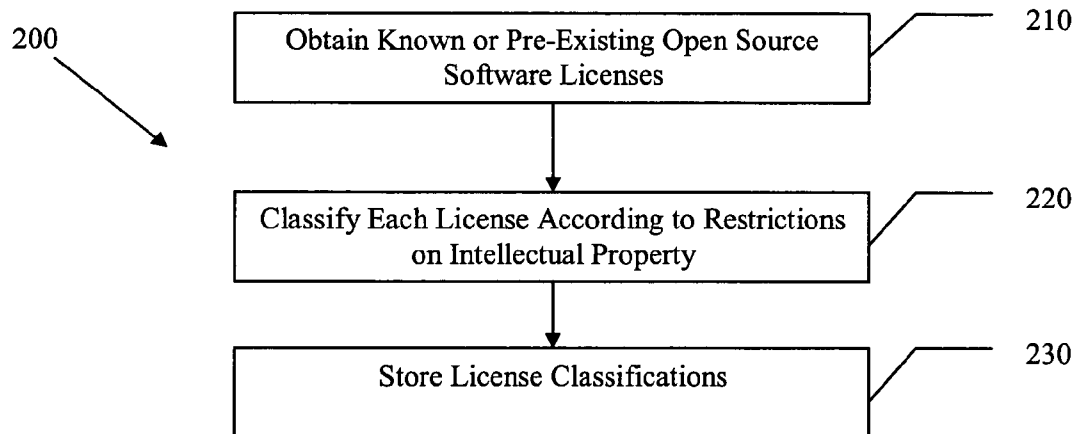 210
200
Obtain Known or Pre-Existing Open Source
Software Licenses
220
Classify Each License According to Restrictions
on Intellectual Property
230
Store License Classifications